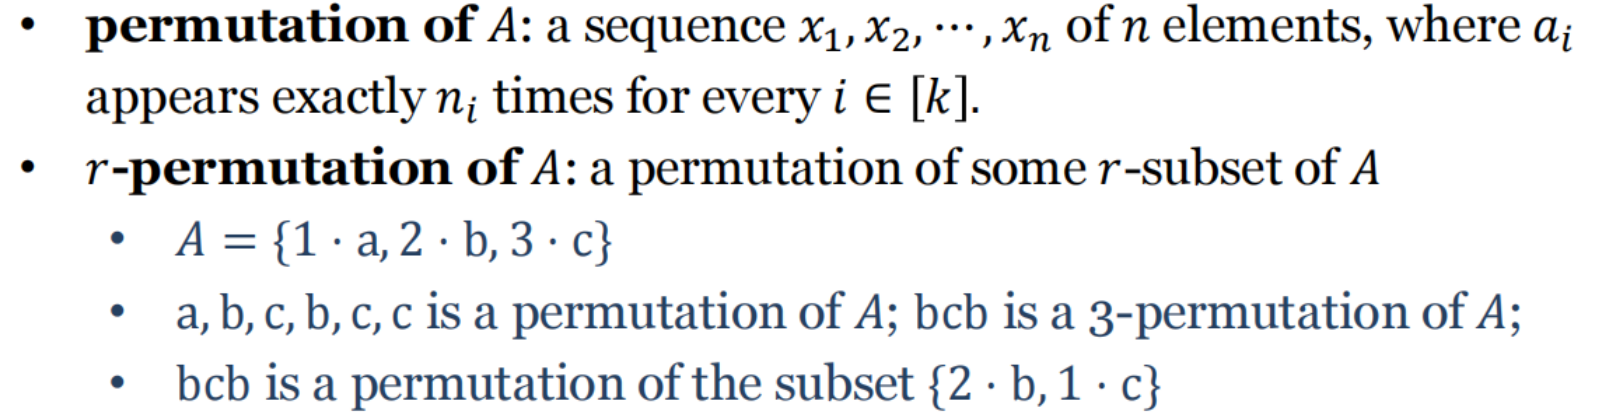 • permutation of A: a sequence x₁, x₂, ⋯, xₙ of n elements, where aᵢ
appears exactly nᵢ times for every i ∈ [k].
• r-permutation of A: a permutation of some r-subset of A
• A = {1 · a, 2 · b, 3 · c}
• a, b, c, b, c, c is a permutation of A; bcb is a 3-permutation of A;
• bcb is a permutation of the subset {2 · b, 1 · c}